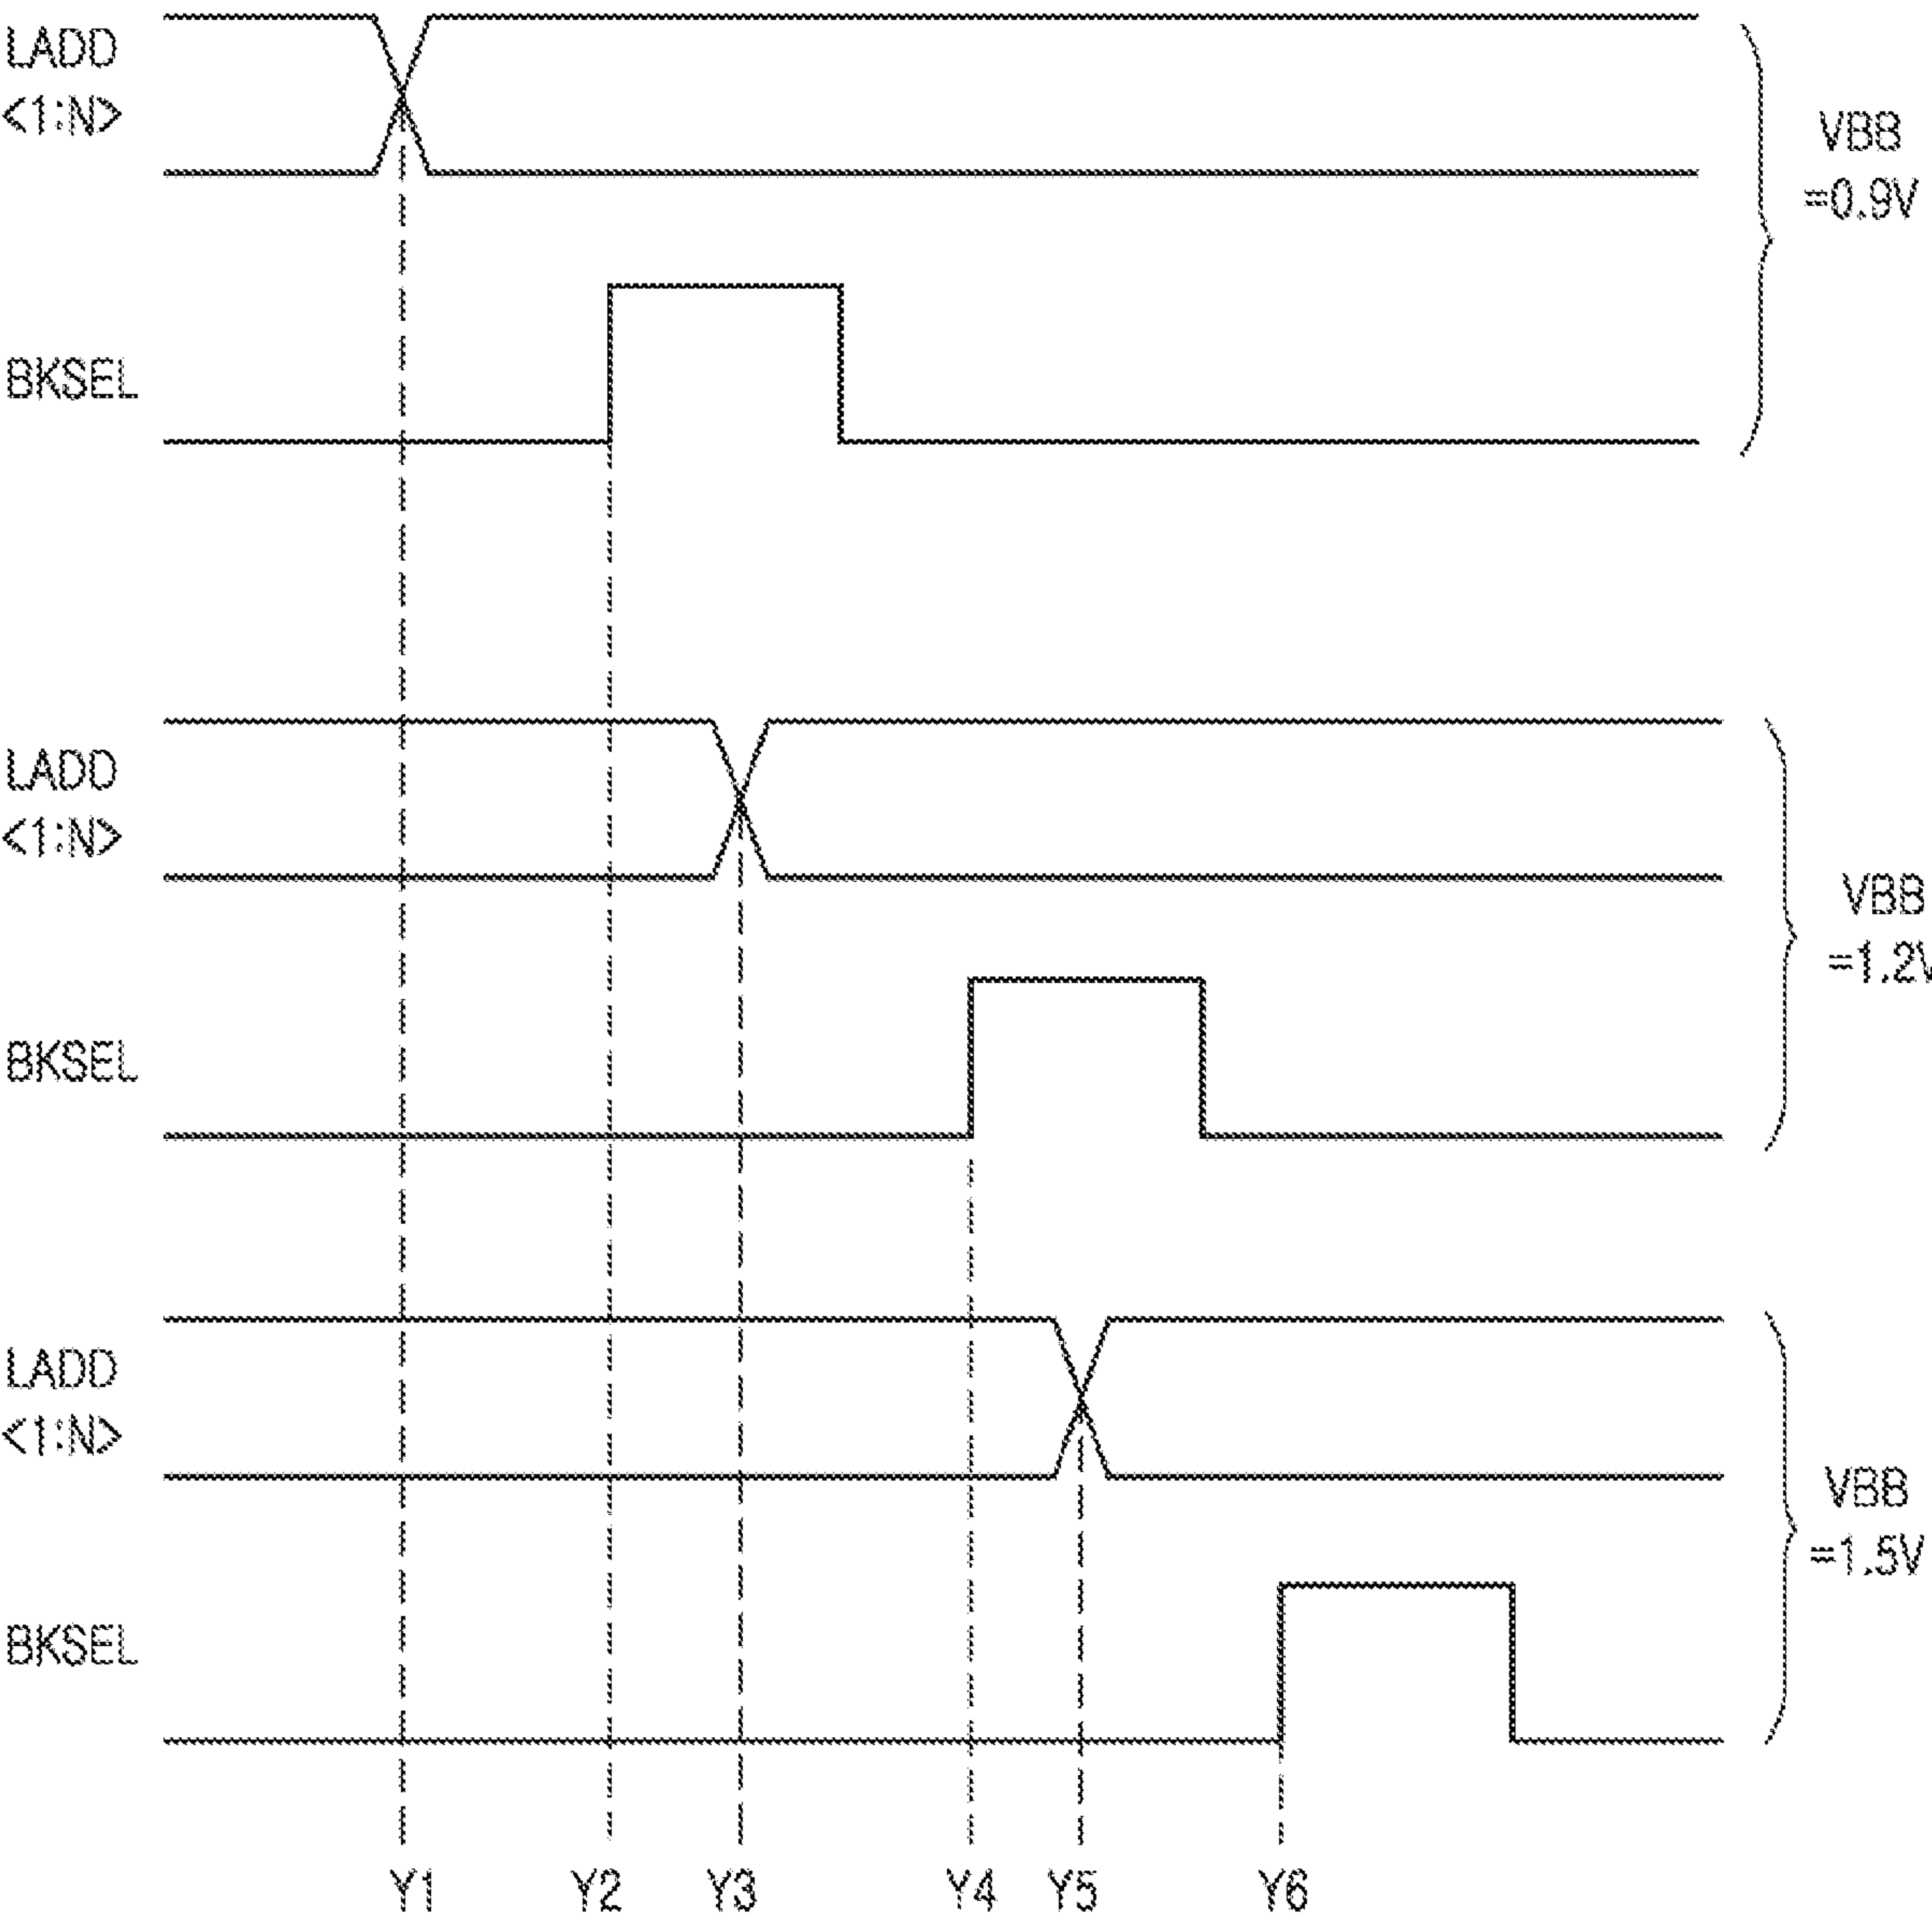 LADD
<1:N>
VBB
=0.9V
BKSEL
LADD
<1:N>
VBB
=1.2V
BKSEL
LADD
<1:N>
VBB
=1.5V
BKSEL
Y1 Y2 Y3 Y4 Y5 Y6